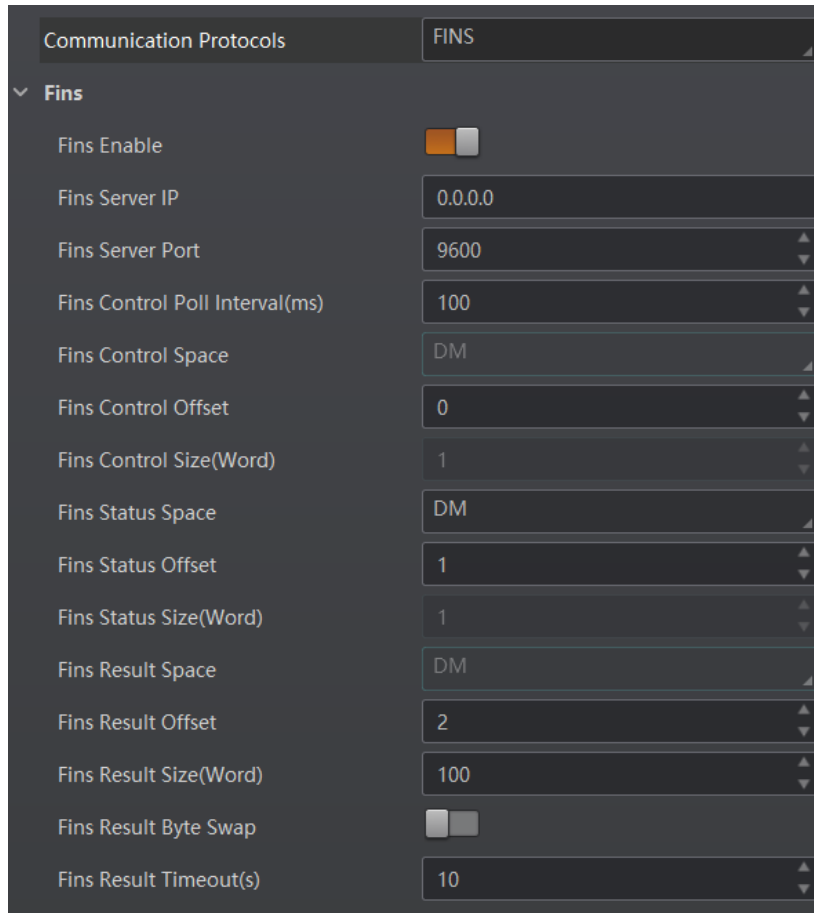 Communication Protocols FINS
Fins
Fins Enable
Fins Server IP 0.0.0.0
Fins Server Port 9600
Fins Control Poll Interval(ms) 100
Fins Control Space DM
Fins Control Offset 0
Fins Control Size(Word) 1
Fins Status Space DM
Fins Status Offset 1
Fins Status Size(Word) 1
Fins Result Space DM
Fins Result Offset 2
Fins Result Size(Word) 100
Fins Result Byte Swap
Fins Result Timeout(s) 10